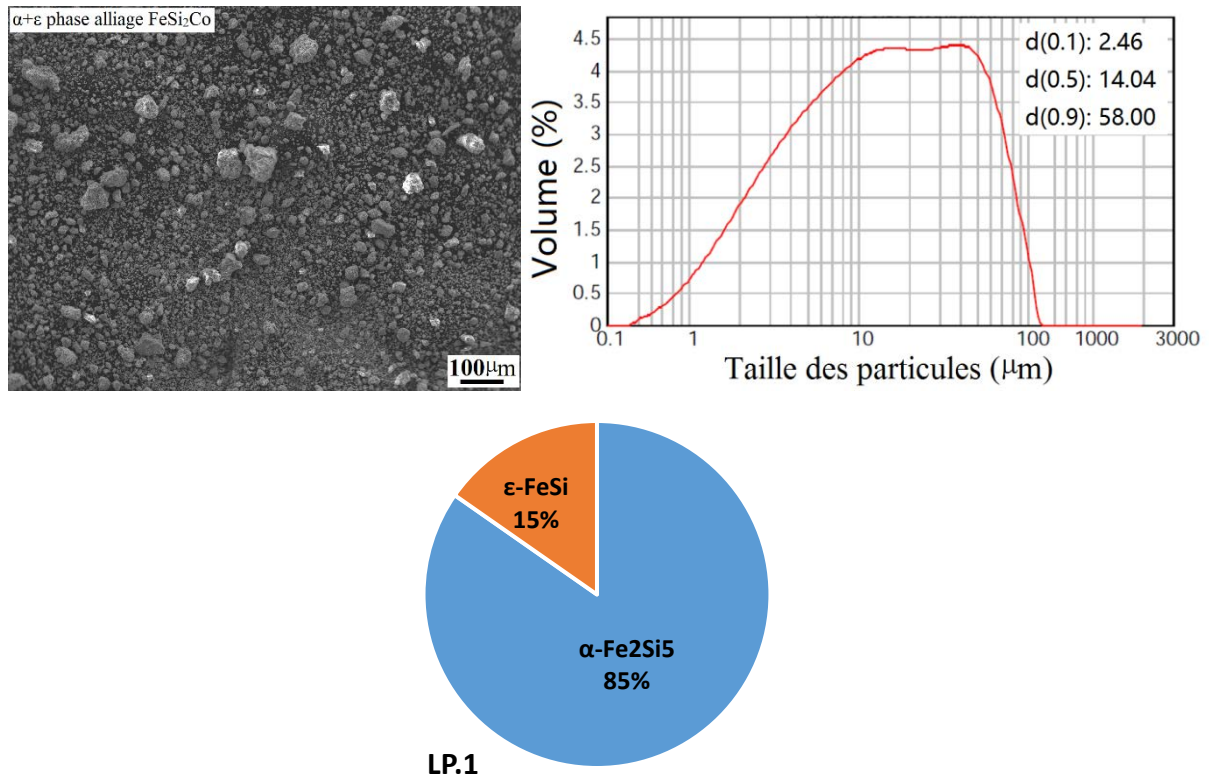 α+ε phase alliage FeSi₂Co
100μm
Volume (%)
4.5
4
3.5
3
2.5
2
1.5
1
0.5
0
d(0.1): 2.46
d(0.5): 14.04
d(0.9): 58.00
0.1 1 10 100 1000 3000
Taille des particules (μm)
ε-FeSi
15%
α-Fe2Si5
85%
LP.1